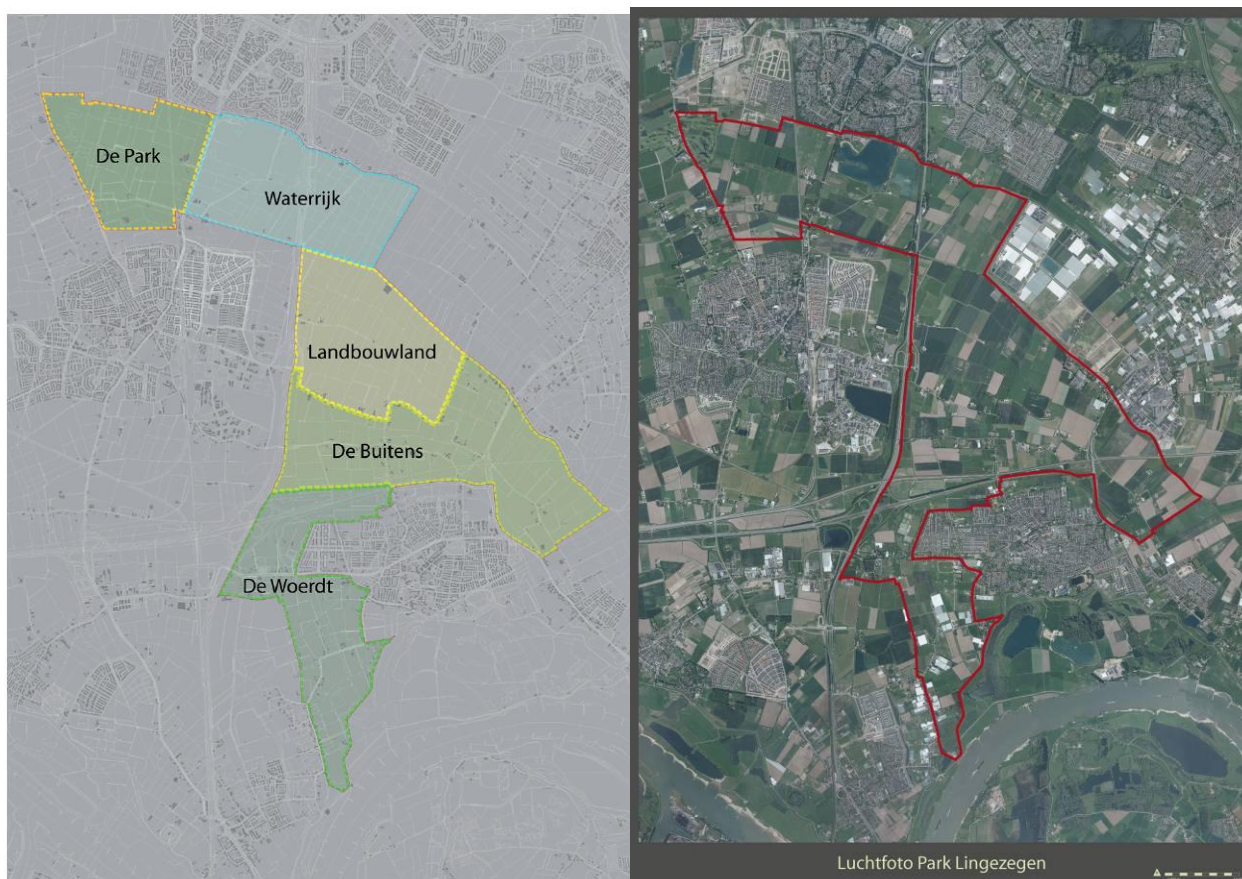 De Park
Waterrijk
Landbouwland
De Buitens
De Woerdt
Luchtfoto Park Lingezegen